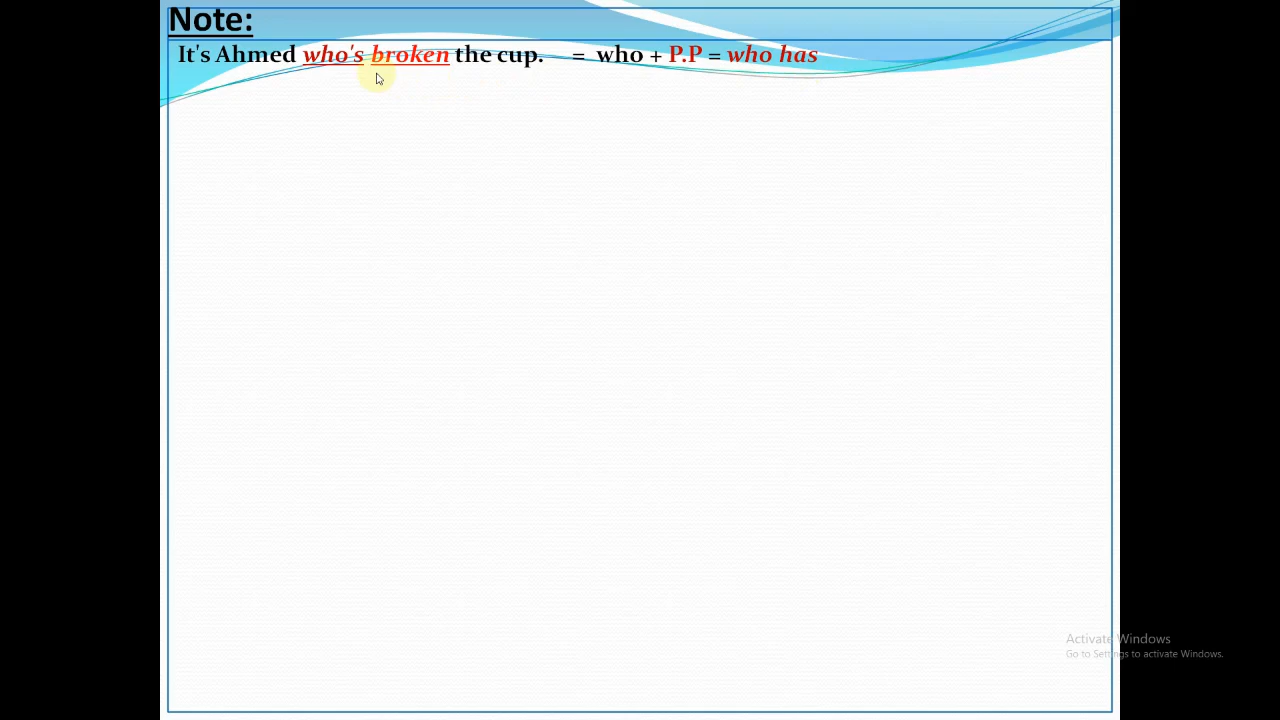 Note:
It's Ahmed who's broken the cup. = who + P.P = who has
Activate Windows
Go to Settings to activate Windows.